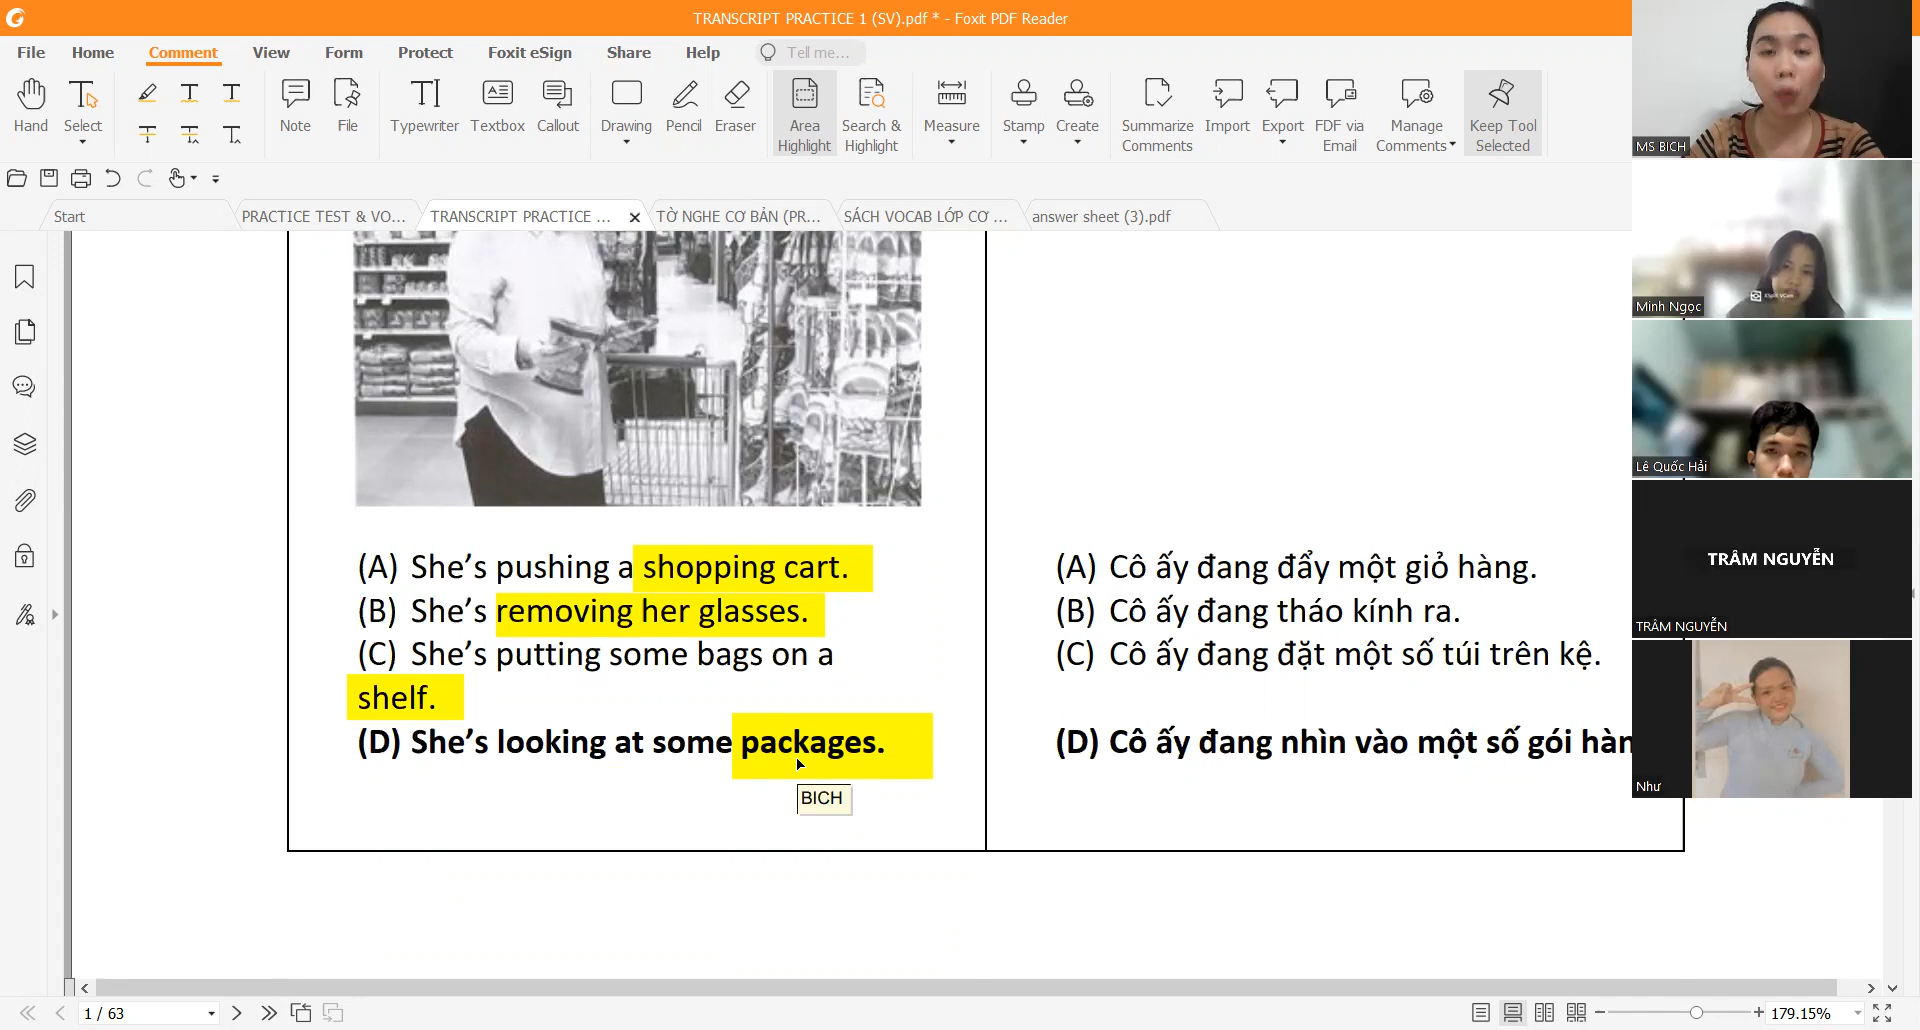 TRANSCRIPT PRACTICE 1 (SV).pdf * - Foxit PDF Reader
File Home Comment View Form Protect Foxit eSign Share Help Tell me...
Hand Select Note File Typewriter Textbox Callout Drawing Pencil Eraser Area Highlight Search & Highlight Measure Stamp Create Summarize Comments Import Export FDF via Email Manage Comments Keep Tool Selected
Start PRACTICE TEST & VO... TRANSCRIPT PRACTICE ... TỜ NGHE CƠ BẢN (PR... SÁCH VOCAB LỚP CƠ ... answer sheet (3).pdf
(A) She's pushing a shopping cart.
(B) She's removing her glasses.
(C) She's putting some bags on a
shelf.
(D) She's looking at some packages.
BICH
(A) Cô ấy đang đẩy một giỏ hàng.
(B) Cô ấy đang tháo kính ra.
(C) Cô ấy đang đặt một số túi trên kệ.
(D) Cô ấy đang nhìn vào một số gói hàn
MS BICH
Minh Ngọc
Lê Quốc Hải
TRÂM NGUYỄN
TRÂM NGUYỄN
Như
1 / 63
179.15%